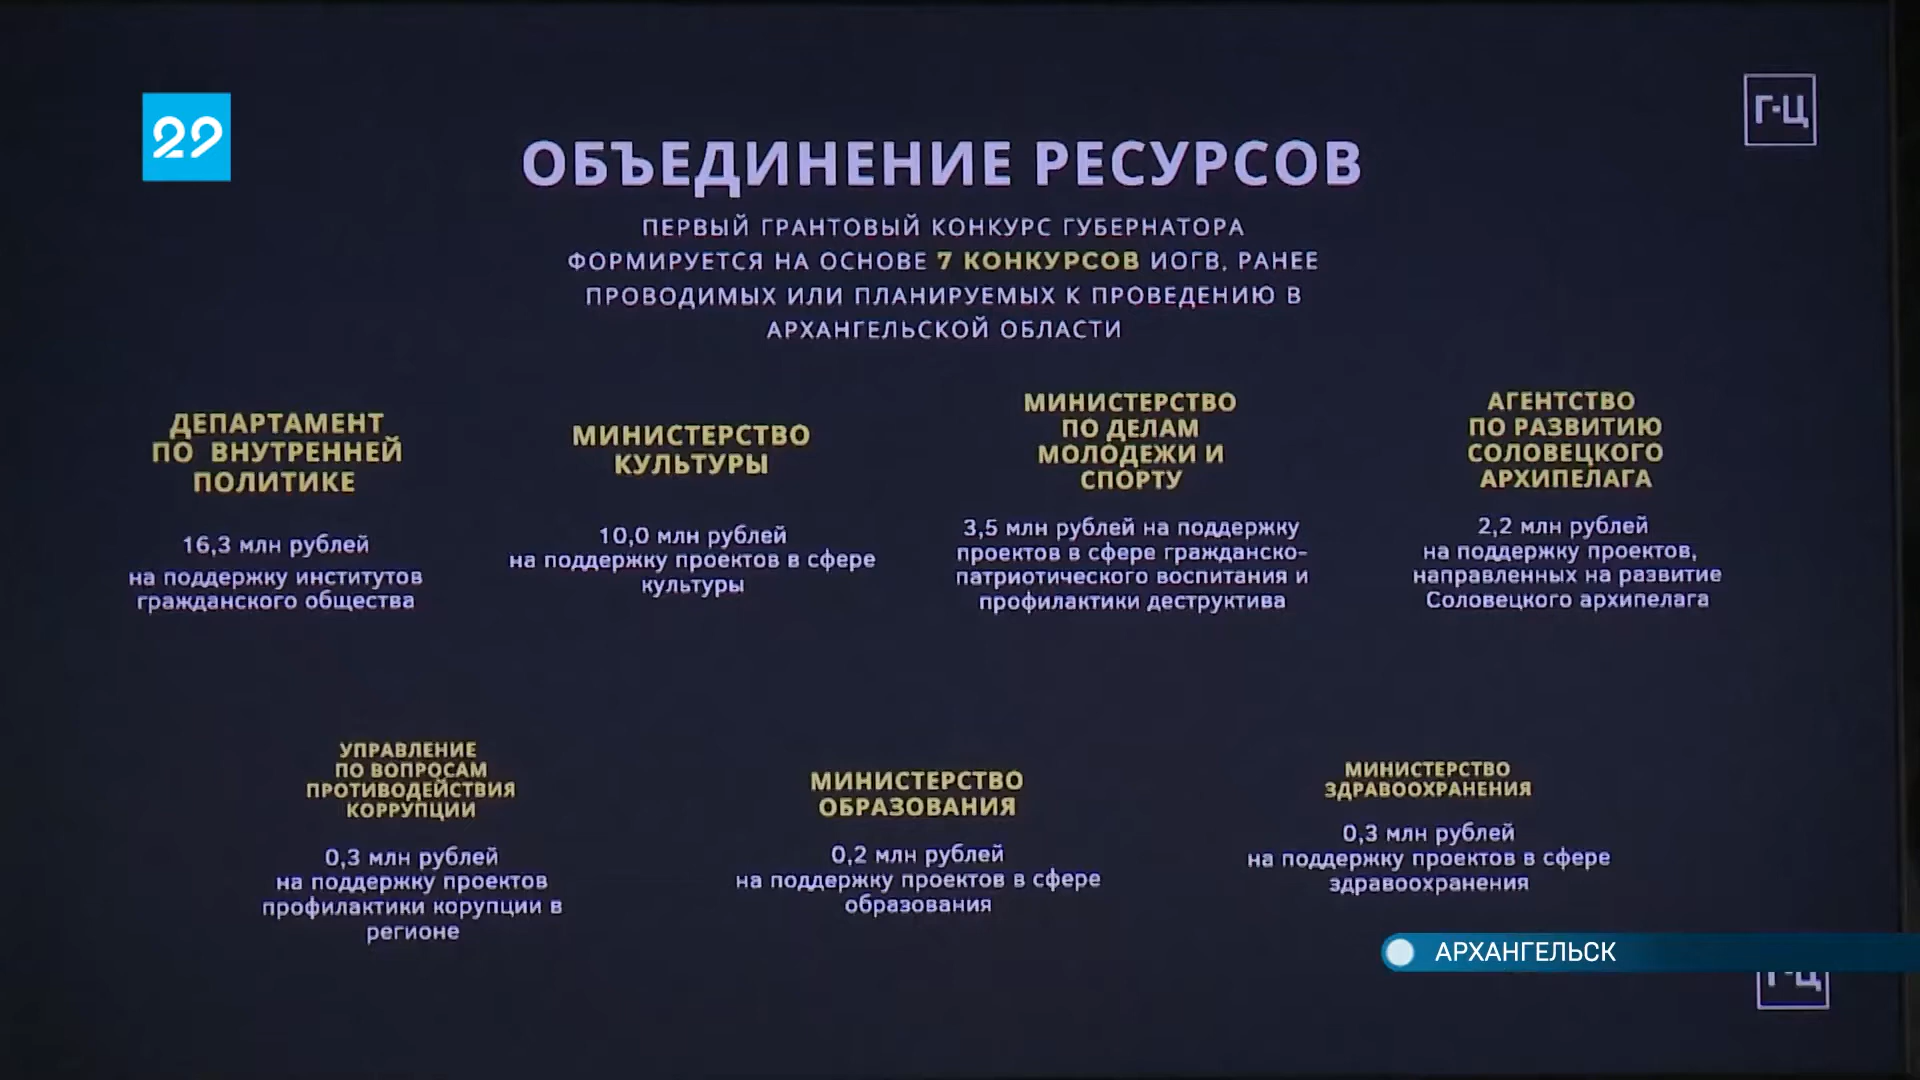 29
Г-Ц
ОБЪЕДИНЕНИЕ РЕСУРСОВ
ПЕРВЫЙ ГРАНТОВЫЙ КОНКУРС ГУБЕРНАТОРА
ФОРМИРУЕТСЯ НА ОСНОВЕ 7 КОНКУРСОВ ИОГВ, РАНЕЕ
ПРОВОДИМЫХ ИЛИ ПЛАНИРУЕМЫХ К ПРОВЕДЕНИЮ В
АРХАНГЕЛЬСКОЙ ОБЛАСТИ
ДЕПАРТАМЕНТ
ПО ВНУТРЕННЕЙ
ПОЛИТИКЕ
16,3 млн рублей
на поддержку институтов
гражданского общества
МИНИСТЕРСТВО
КУЛЬТУРЫ
10,0 млн рублей
на поддержку проектов в сфере
культуры
МИНИСТЕРСТВО
ПО ДЕЛАМ
МОЛОДЕЖИ И
СПОРТУ
3,5 млн рублей на поддержку
проектов в сфере гражданско-
патриотического воспитания и
профилактики деструктива
АГЕНТСТВО
ПО РАЗВИТИЮ
СОЛОВЕЦКОГО
АРХИПЕЛАГА
2,2 млн рублей
на поддержку проектов,
направленных на развитие
Соловецкого архипелага
УПРАВЛЕНИЕ
ПО ВОПРОСАМ
ПРОТИВОДЕЙСТВИЯ
КОРРУПЦИИ
0,3 млн рублей
на поддержку проектов
профилактики корупции в
регионе
МИНИСТЕРСТВО
ОБРАЗОВАНИЯ
0,2 млн рублей
на поддержку проектов в сфере
образования
МИНИСТЕРСТВО
ЗДРАВООХРАНЕНИЯ
0,3 млн рублей
на поддержку проектов в сфере
здравоохранения
АРХАНГЕЛЬСК
Г-Ц